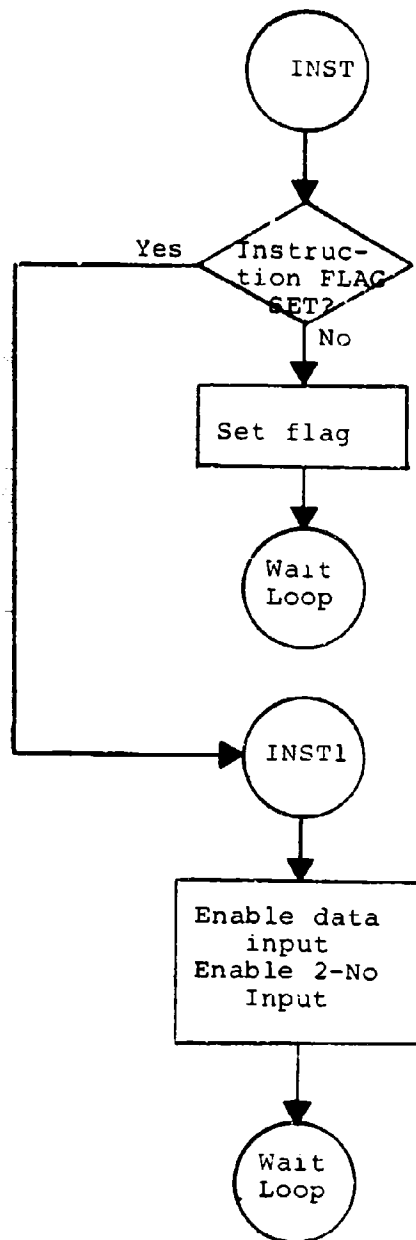 INST
Yes
Instruc-
tion FLAG
SET?
No
Set flag
Wait
Loop
INST1
Enable data
input
Enable 2-No
Input
Wait
Loop